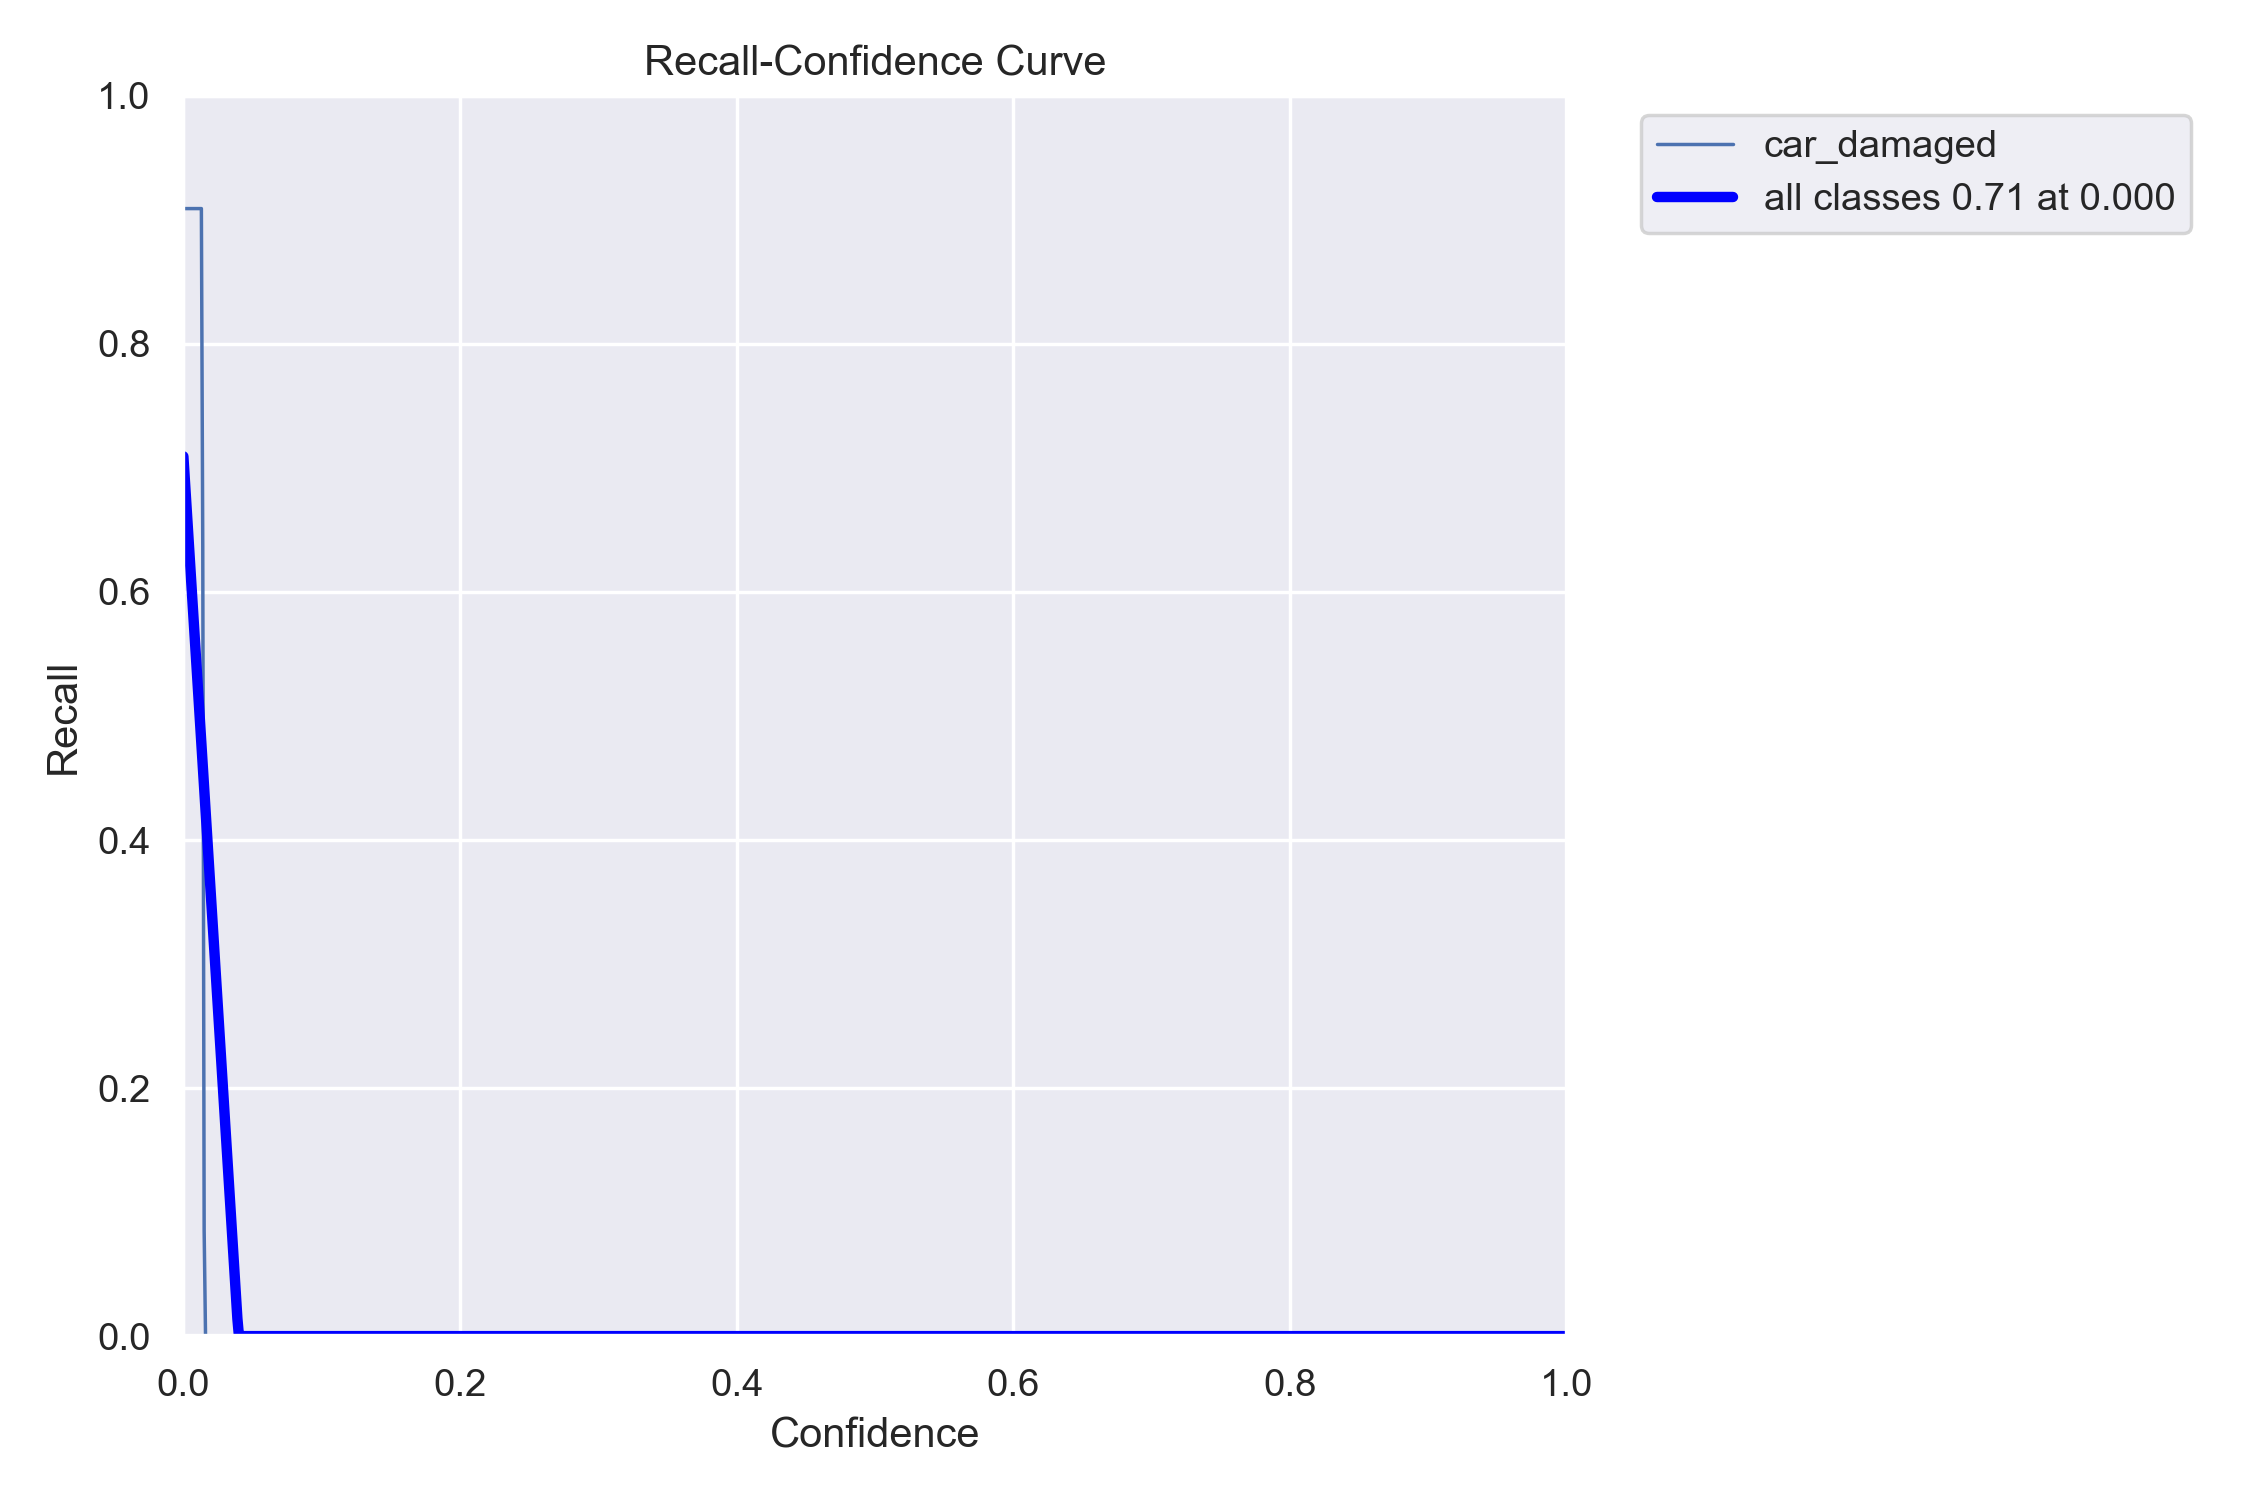 Recall-Confidence Curve
1.0
0.8
0.6
0.4
0.2
0.0
Recall
0.0 0.2 0.4 0.6 0.8 1.0
Confidence
car_damaged
all classes 0.71 at 0.000